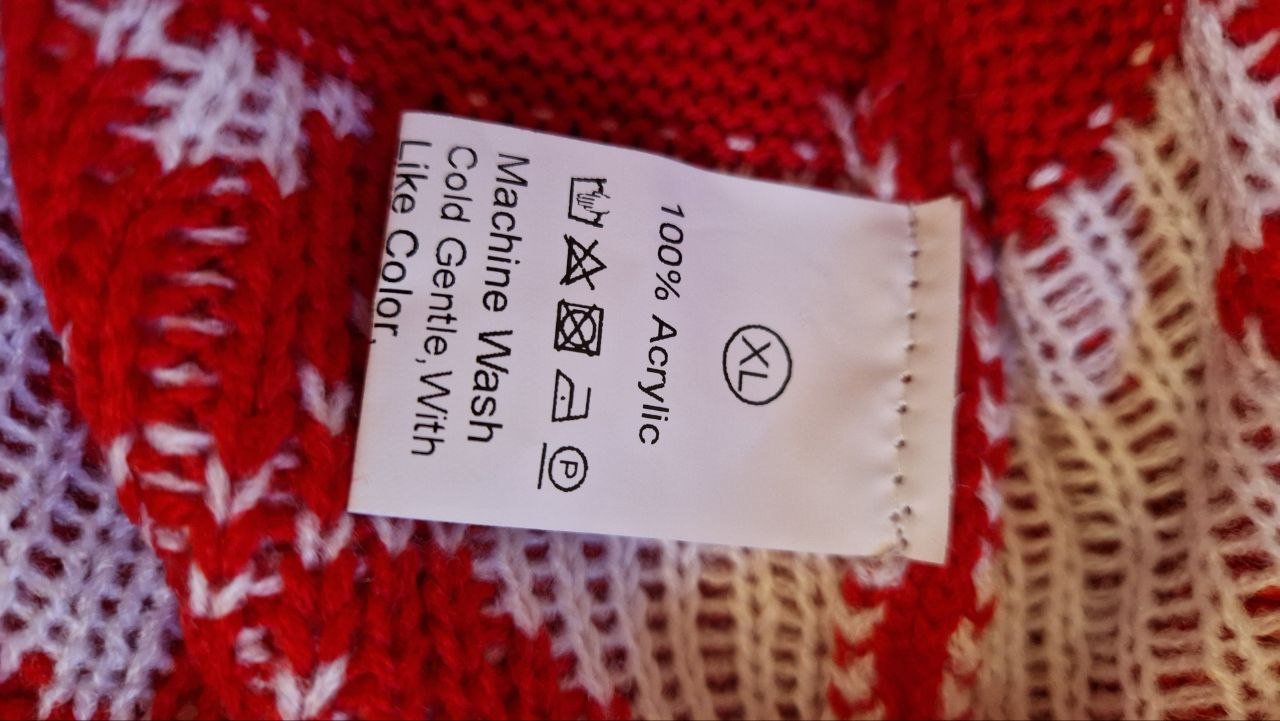 XL
100% Acrylic
P
Machine Wash
Cold Gentle,With
Like Color,